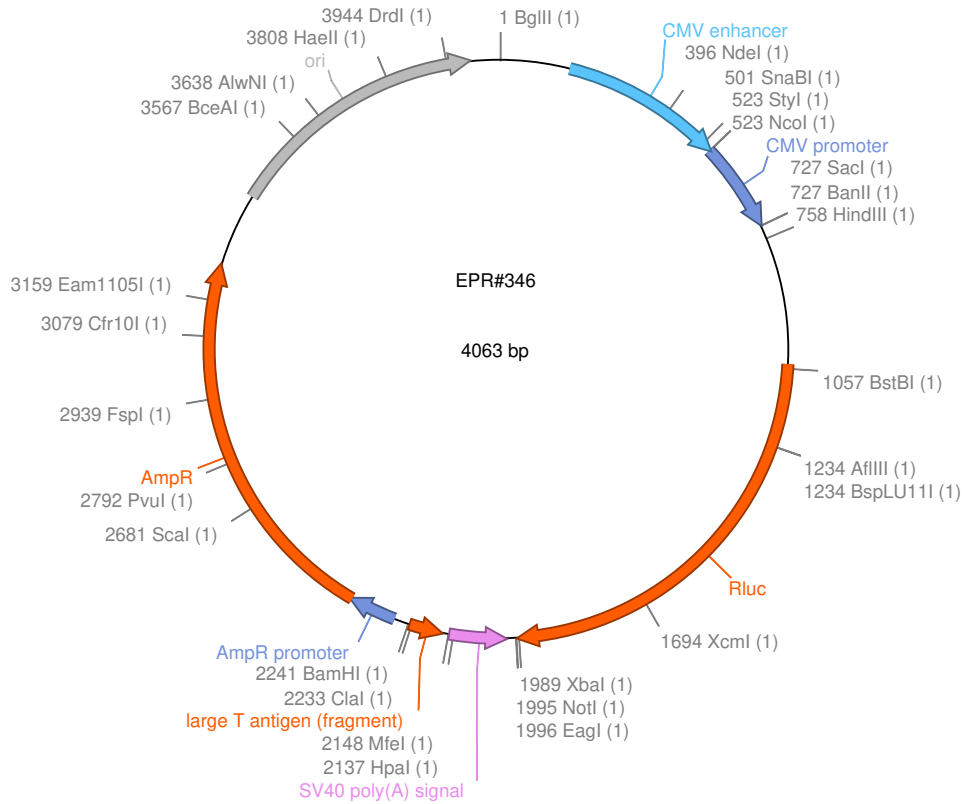 3944 DrdI (1)
3808 HaeII (1)
ori
3638 AlwNI (1)
3567 BceAI (1)
1 BglII (1)
CMV enhancer
396 NdeI (1)
501 SnaBI (1)
523 StyI (1)
523 NcoI (1)
CMV promoter
727 SacI (1)
727 BanII (1)
758 HindIII (1)
EPR#346
4063 bp
3159 Eam1105I (1)
3079 Cfr10I (1)
2939 FspI (1)
AmpR
2792 PvuI (1)
2681 ScaI (1)
1057 BstBI (1)
1234 AflIII (1)
1234 BspLU11I (1)
Rluc
1694 XcmI (1)
1989 XbaI (1)
1995 NotI (1)
1996 EagI (1)
AmpR promoter
2241 BamHI (1)
2233 ClaI (1)
large T antigen (fragment)
2148 MfeI (1)
2137 HpaI (1)
SV40 poly(A) signal